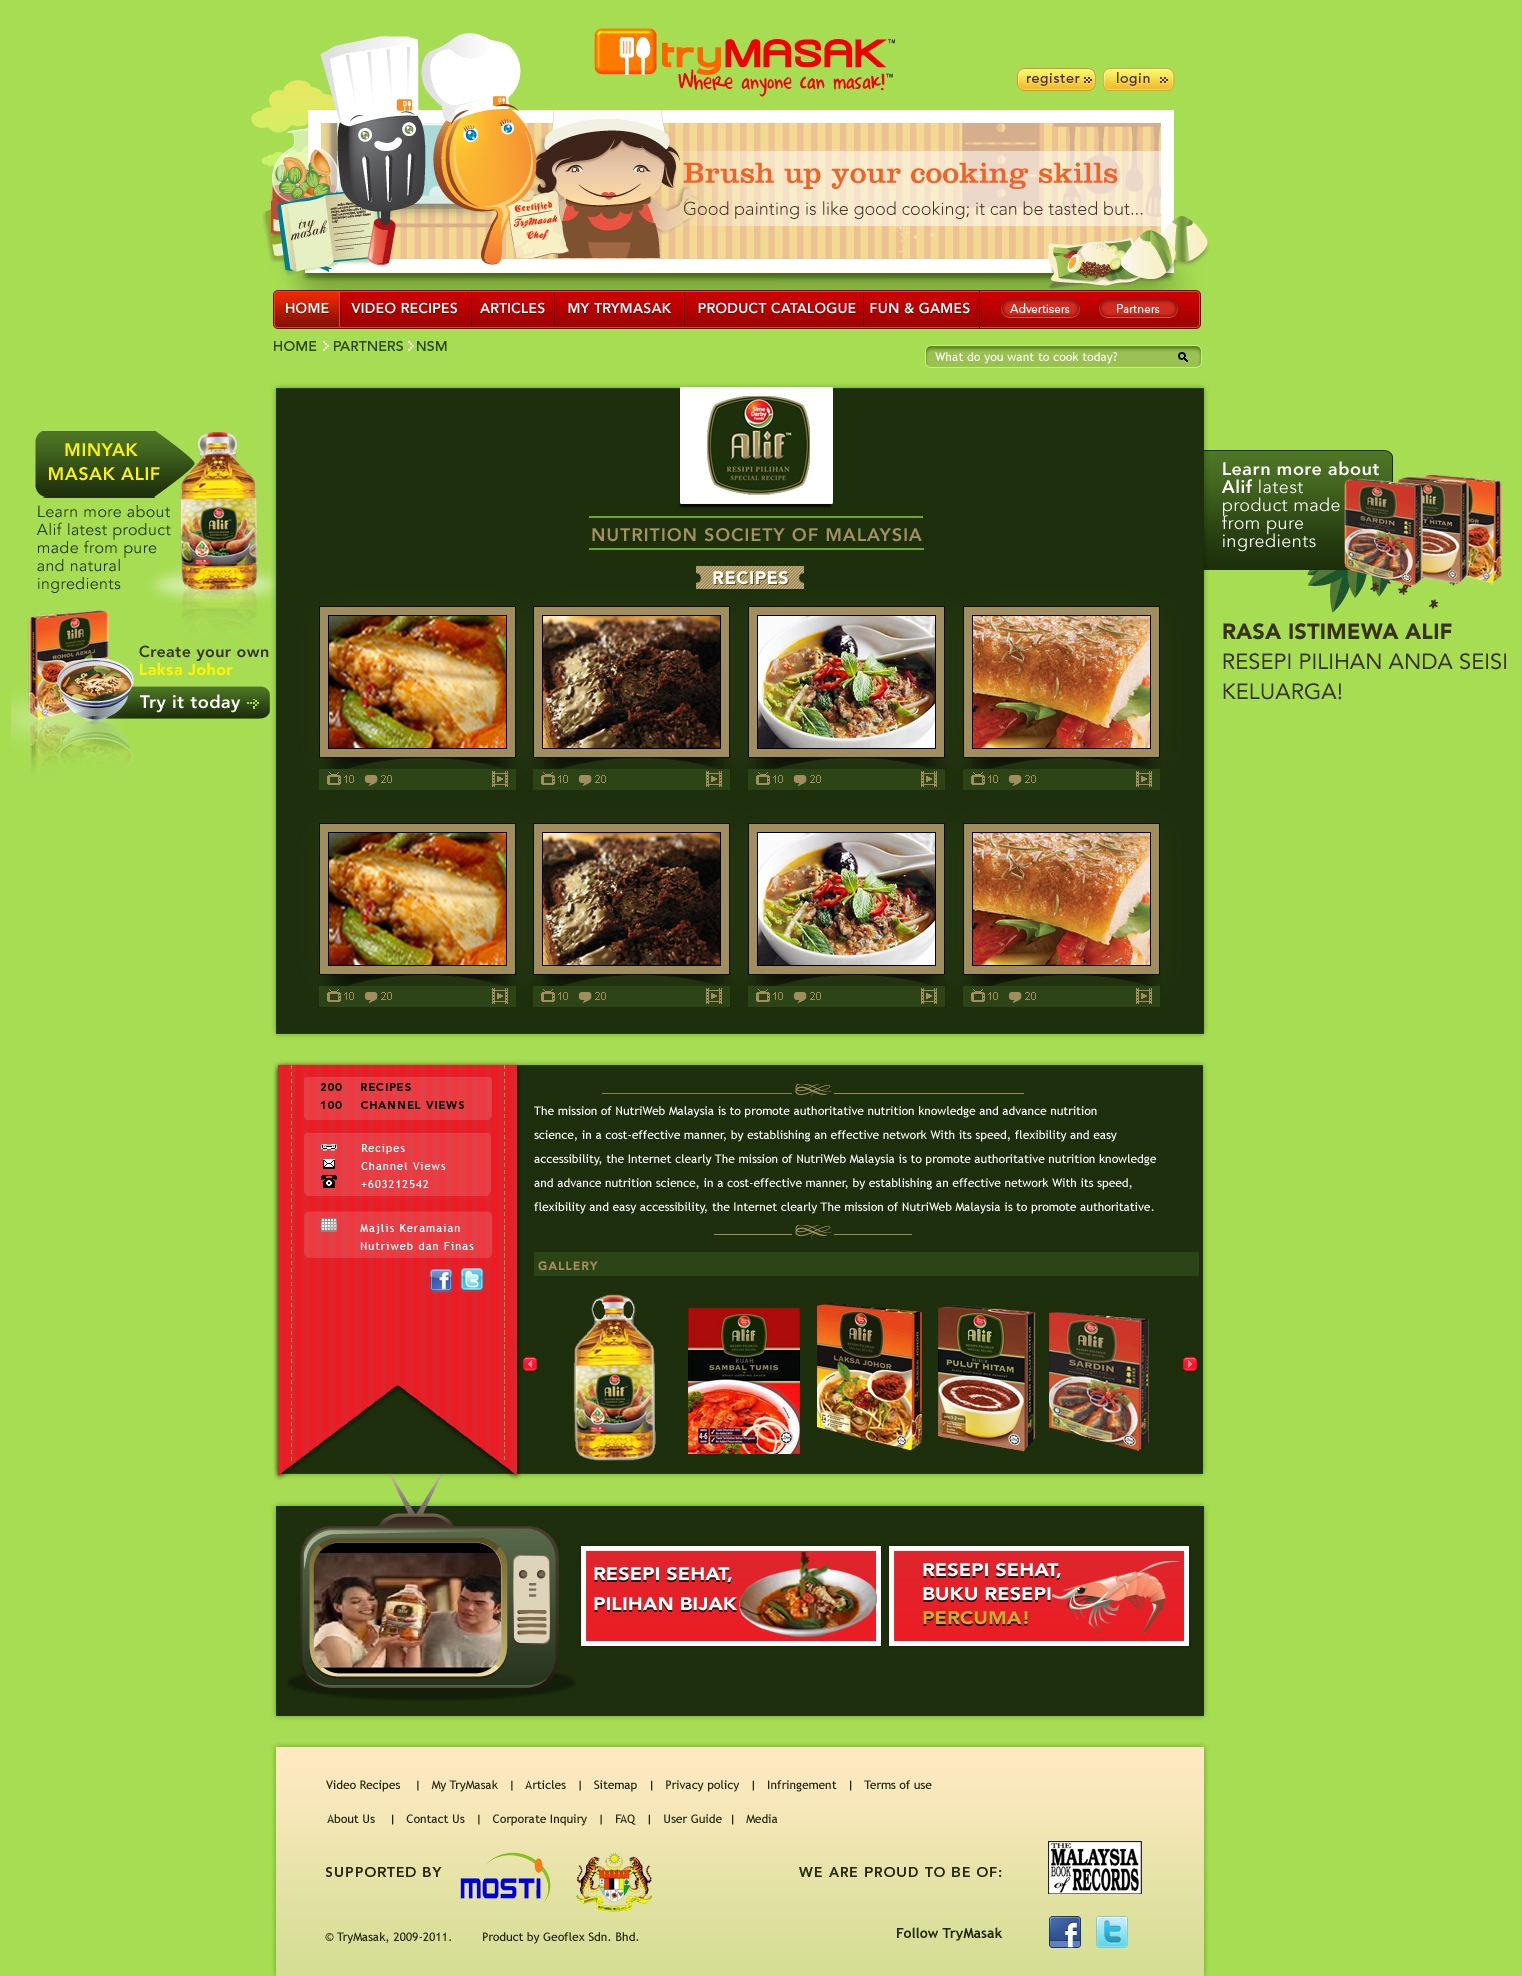 tryMASAK™
Where anyone can masak!™
register
login
try masak
Certified
TryMasak
Chef
Brush up your cooking skills
Good painting is like good cooking; it can be tasted but...
HOME VIDEO RECIPES ARTICLES MY TRYMASAK PRODUCT CATALOGUE FUN & GAMES Advertisers Partners
HOME PARTNERS NSM
What do you want to cook today?
MINYAK
MASAK ALIF
Learn more about
Alif latest product
made from pure
and natural
ingredients
Alif
Create your own
Laksa Johor
Try it today
Sime Darby Foods
Alif™
RESIPI PILIHAN
SPECIAL RECIPE
NUTRITION SOCIETY OF MALAYSIA
RECIPES
10 20
10 20
10 20
10 20
10 20
10 20
10 20
10 20
Learn more about
Alif latest
product made
from pure
ingredients
SARDIN
HITAM
RASA ISTIMEWA ALIF
RESEPI PILIHAN ANDA SEISI
KELUARGA!
200 RECIPES
100 CHANNEL VIEWS
Recipes
Channel Views
+603212542
Majlis Keramaian
Nutriweb dan Finas
The mission of NutriWeb Malaysia is to promote authoritative nutrition knowledge and advance nutrition
science, in a cost-effective manner, by establishing an effective network With its speed, flexibility and easy
accessibility, the Internet clearly The mission of NutriWeb Malaysia is to promote authoritative nutrition knowledge
and advance nutrition science, in a cost-effective manner, by establishing an effective network With its speed,
flexibility and easy accessibility, the Internet clearly The mission of NutriWeb Malaysia is to promote authoritative.
GALLERY
Alif
Alif
KUAH
SAMBAL TUMIS
Alif
LAKSA JOHOR
Alif
PULUT HITAM
Alif
SARDIN
RESEPI SEHAT,
PILIHAN BIJAK
RESEPI SEHAT,
BUKU RESEPI
PERCUMA!
Video Recipes | My TryMasak | Articles | Sitemap | Privacy policy | Infringement | Terms of use
About Us | Contact Us | Corporate Inquiry | FAQ | User Guide | Media
SUPPORTED BY
MOSTI
WE ARE PROUD TO BE OF:
THE
MALAYSIA
BOOK of RECORDS
© TryMasak, 2009-2011. Product by Geoflex Sdn. Bhd.
Follow TryMasak